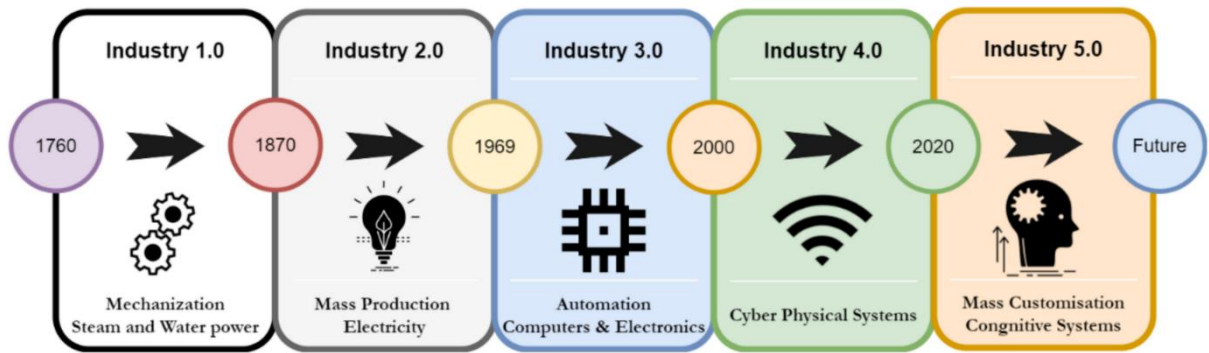 Industry 1.0
Industry 2.0
Industry 3.0
Industry 4.0
Industry 5.0
1760
1870
1969
2000
2020
Future
Mechanization
Steam and Water power
Mass Production
Electricity
Automation
Computers & Electronics
Cyber Physical Systems
Mass Customisation
Congnitive Systems